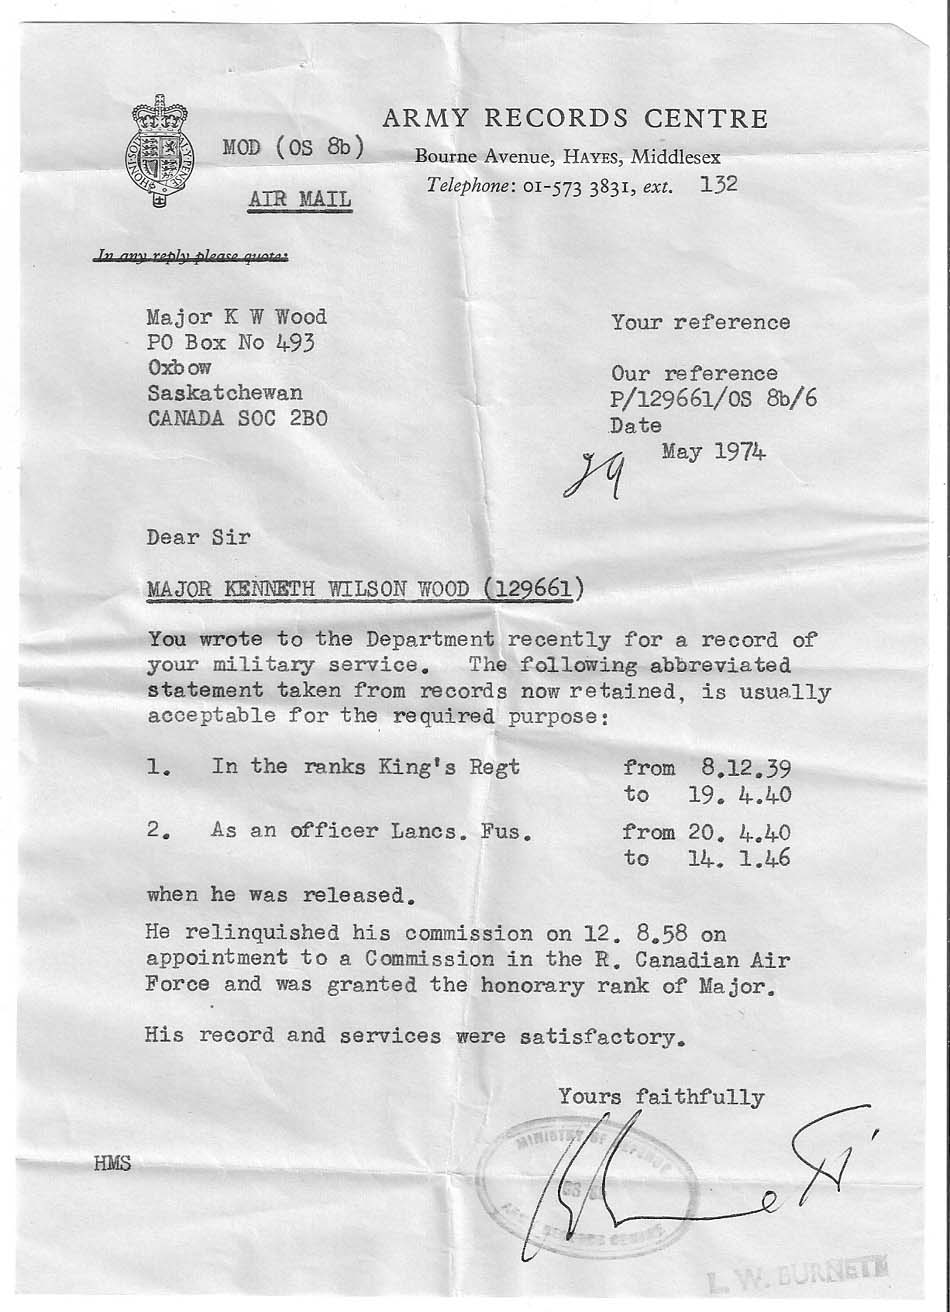 ARMY RECORDS CENTRE
MOD (OS 8b)
Bourne Avenue, HAYES, Middlesex
Telephone: 01-573 3831, ext. 132
AIR MAIL
In any reply please quote:
Major K W Wood
PO Box No 493
Oxbow
Saskatchewan
CANADA SOC 2BO
Your reference
Our reference
P/129661/OS 8b/6
Date
May 1974
Dear Sir
MAJOR KENNETH WILSON WOOD (129661)
You wrote to the Department recently for a record of
your military service. The following abbreviated
statement taken from records now retained, is usually
acceptable for the required purpose:
1. In the ranks King's Regt from 8.12.39
to 19. 4.40
2. As an officer Lancs. Fus. from 20. 4.40
to 14. 1.46
when he was released.
He relinquished his commission on 12. 8.58 on
appointment to a Commission in the R. Canadian Air
Force and was granted the honorary rank of Major.
His record and services were satisfactory.
Yours faithfully
MINISTRY OF DEFENCE
ARMY RECORDS CENTRE
HMS
L. W. BURNETT